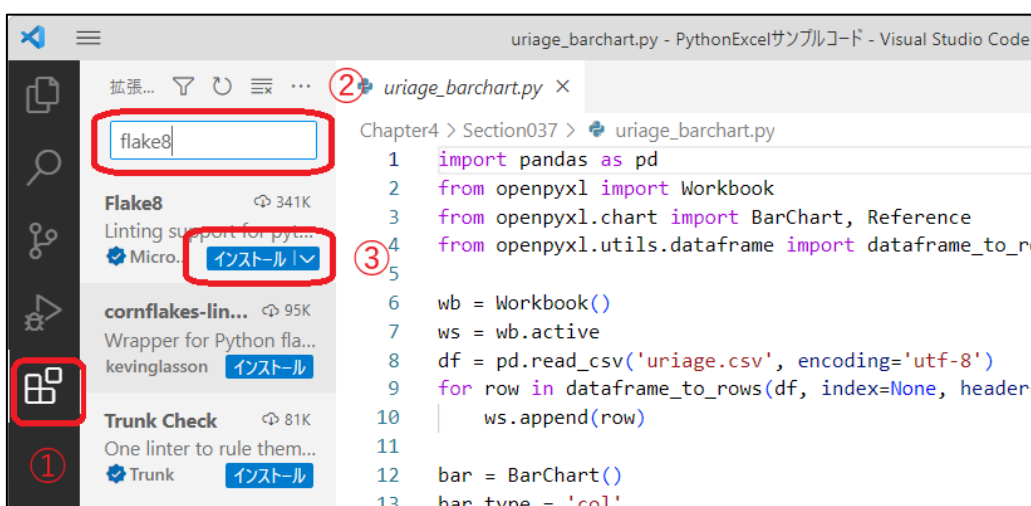 uriage_barchart.py - PythonExcelサンプルコード - Visual Studio Code
拡張... ···
② uriage_barchart.py ×
flake8
Chapter4 > Section037 > uriage_barchart.py
Flake8 341K
Linting support for pyt...
Micro... インストール
③
cornflakes-lin... 95K
Wrapper for Python fla...
kevinglasson インストール
①
Trunk Check 81K
One linter to rule them...
Trunk インストール
1 import pandas as pd
2 from openpyxl import Workbook
3 from openpyxl.chart import BarChart, Reference
4 from openpyxl.utils.dataframe import dataframe_to_ro
5
6 wb = Workbook()
7 ws = wb.active
8 df = pd.read_csv('uriage.csv', encoding='utf-8')
9 for row in dataframe_to_rows(df, index=None, header
10 ws.append(row)
11
12 bar = BarChart()
13 bar.type = 'col'